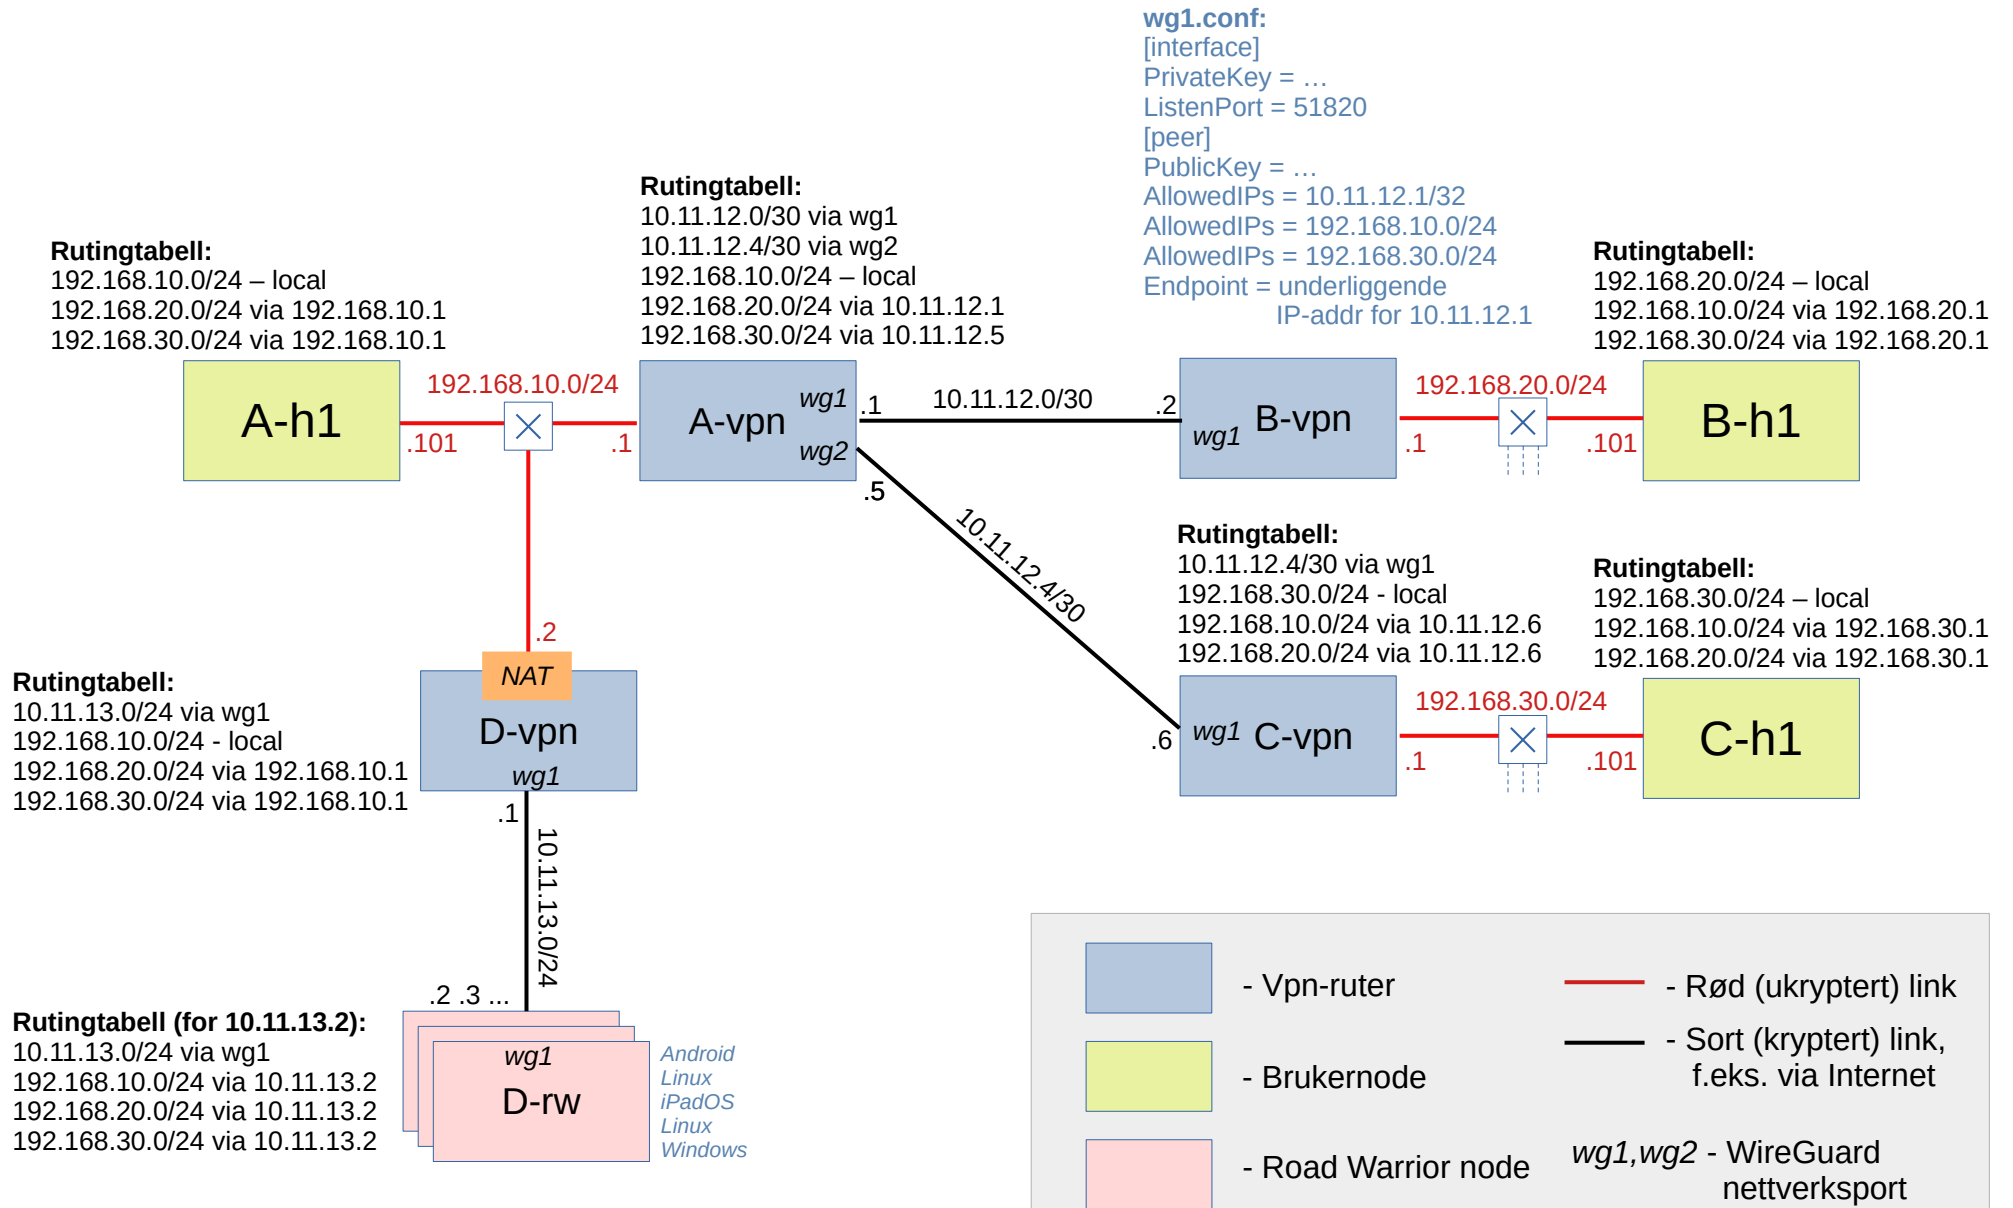 wg1.conf:
[interface]
PrivateKey = …
ListenPort = 51820
[peer]
PublicKey = …
AllowedIPs = 10.11.12.1/32
AllowedIPs = 192.168.10.0/24
AllowedIPs = 192.168.30.0/24
Endpoint = underliggende
IP-addr for 10.11.12.1
Rutingtabell:
10.11.12.0/30 via wg1
10.11.12.4/30 via wg2
192.168.10.0/24 – local
192.168.20.0/24 via 10.11.12.1
192.168.30.0/24 via 10.11.12.5
Rutingtabell:
192.168.10.0/24 – local
192.168.20.0/24 via 192.168.10.1
192.168.30.0/24 via 192.168.10.1
Rutingtabell:
192.168.20.0/24 – local
192.168.10.0/24 via 192.168.20.1
192.168.30.0/24 via 192.168.20.1
A-h1
192.168.10.0/24
.101
.1
A-vpn
wg1
wg2
.1
10.11.12.0/30
.2
.5
10.11.12.4/30
.6
wg1
B-vpn
192.168.20.0/24
.1
.101
B-h1
Rutingtabell:
10.11.12.4/30 via wg1
192.168.30.0/24 - local
192.168.10.0/24 via 10.11.12.6
192.168.20.0/24 via 10.11.12.6
Rutingtabell:
192.168.30.0/24 – local
192.168.10.0/24 via 192.168.30.1
192.168.20.0/24 via 192.168.30.1
wg1
C-vpn
192.168.30.0/24
.1
.101
C-h1
.2
NAT
D-vpn
wg1
Rutingtabell:
10.11.13.0/24 via wg1
192.168.10.0/24 - local
192.168.20.0/24 via 192.168.10.1
192.168.30.0/24 via 192.168.10.1
.1
10.11.13.0/24
.2 .3 ...
Rutingtabell (for 10.11.13.2):
10.11.13.0/24 via wg1
192.168.10.0/24 via 10.11.13.2
192.168.20.0/24 via 10.11.13.2
192.168.30.0/24 via 10.11.13.2
wg1
D-rw
Android
Linux
iPadOS
Linux
Windows
- Vpn-ruter
- Brukernode
- Road Warrior node
- Rød (ukryptert) link
- Sort (kryptert) link,
f.eks. via Internet
wg1,wg2 - WireGuard
nettverksport